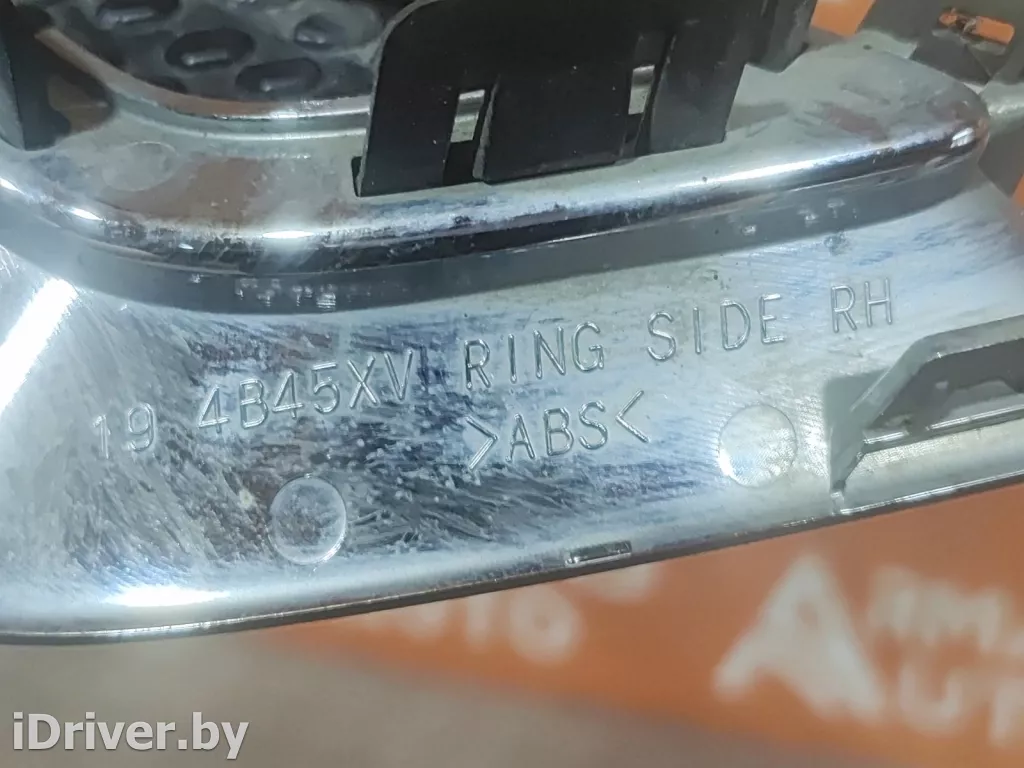 19 4B45XV RING SIDE RH
>ABS<
iDriver.by